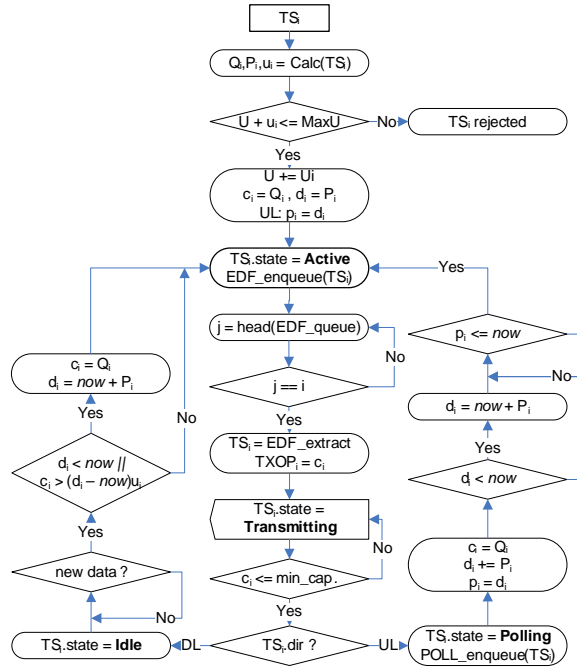 TSᵢ
Qᵢ,Pᵢ,uᵢ = Calc(TSᵢ)
U + uᵢ <= MaxU
No
TSᵢ rejected
Yes
U += Ui
cᵢ = Qᵢ , dᵢ = Pᵢ
UL: pᵢ = dᵢ
TSᵢ.state = Active
EDF_enqueue(TSᵢ)
Yes
j = head(EDF_queue)
pᵢ <= now
No
No
cᵢ = Qᵢ
dᵢ = now + Pᵢ
j == i
dᵢ = now + Pᵢ
Yes
No
Yes
Yes
TSᵢ = EDF_extract
TXOPᵢ = cᵢ
dᵢ < now ||
cᵢ > (dᵢ – now)uᵢ
dᵢ < now
TSᵢ.state =
Transmitting
Yes
No
cᵢ = Qᵢ
dᵢ += Pᵢ
pᵢ = dᵢ
new data ?
cᵢ <= min_cap.
No
Yes
TSᵢ.state = Idle
DL
TSᵢ.dir ?
UL
TSᵢ.state = Polling
POLL_enqueue(TSᵢ)